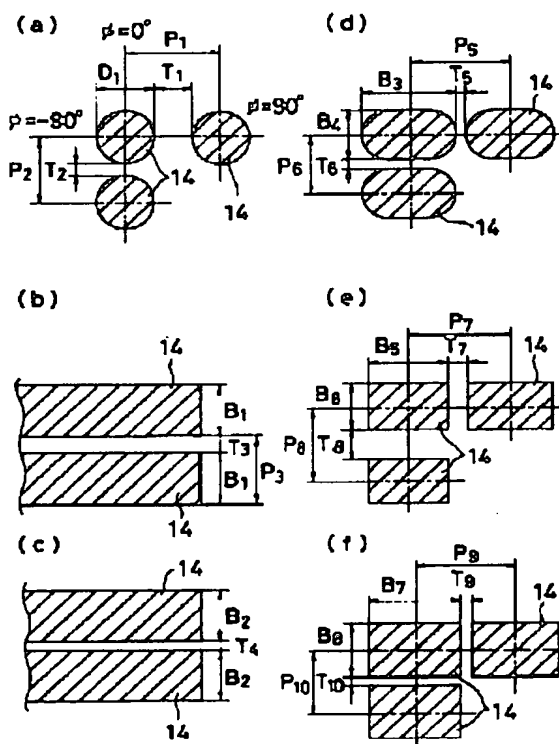 (a)
φ=0°
P1
D1
T1
φ=-90°
φ=90°
P2
T2
14
14
(d)
P5
B3
T5
B4
P6
T6
14
14
(b)
14
B1
T3
B1
P3
14
(e)
P7
B5
T7
14
B6
P8
T8
14
(c)
14
B2
T4
B2
14
(f)
P9
B7
T9
14
B8
P10
T10
14